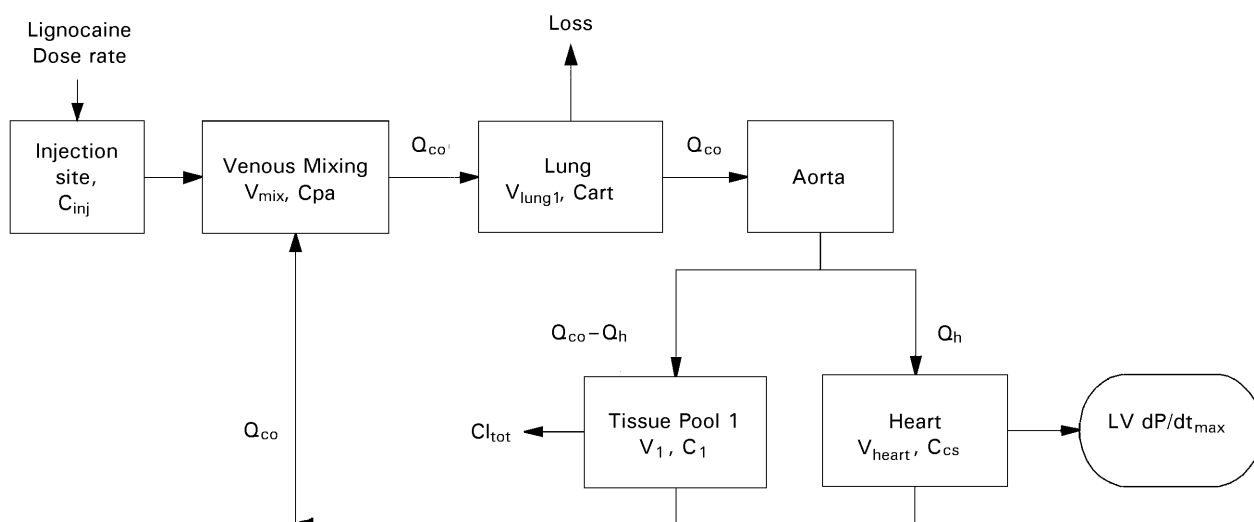 Lignocaine
Dose rate
Loss
Injection
site,
Cinj
Venous Mixing
Vmix, Cpa
Qco
Lung
Vlung1, Cart
Qco
Aorta
Qco–Qh
Qh
Qco
Cltot
Tissue Pool 1
V1, C1
Heart
Vheart, Ccs
LV dP/dtmax